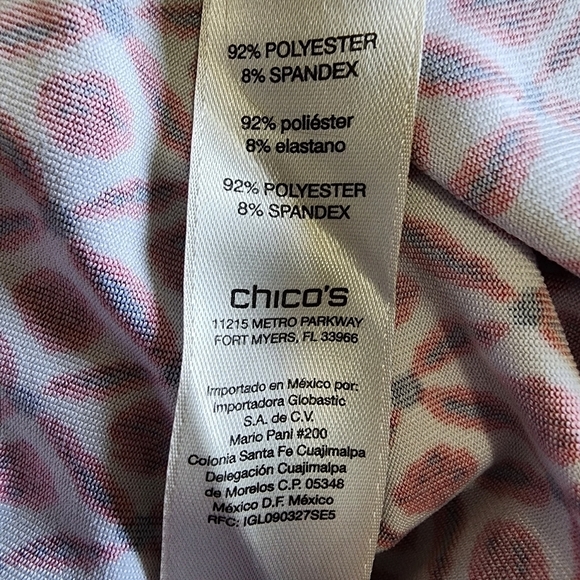 92% POLYESTER
8% SPANDEX
92% poliéster
8% elastano
92% POLYESTER
8% SPANDEX
chico's
11215 METRO PARKWAY
FORT MYERS, FL 33966
Importado en México por:
Importadora Globastic
S.A. de C.V.
Mario Pani #200
Colonia Santa Fe Cuajimalpa
Delegación Cuajimalpa
de Morelos C.P. 05348
México D.F. México
RFC: IGL090327SE5